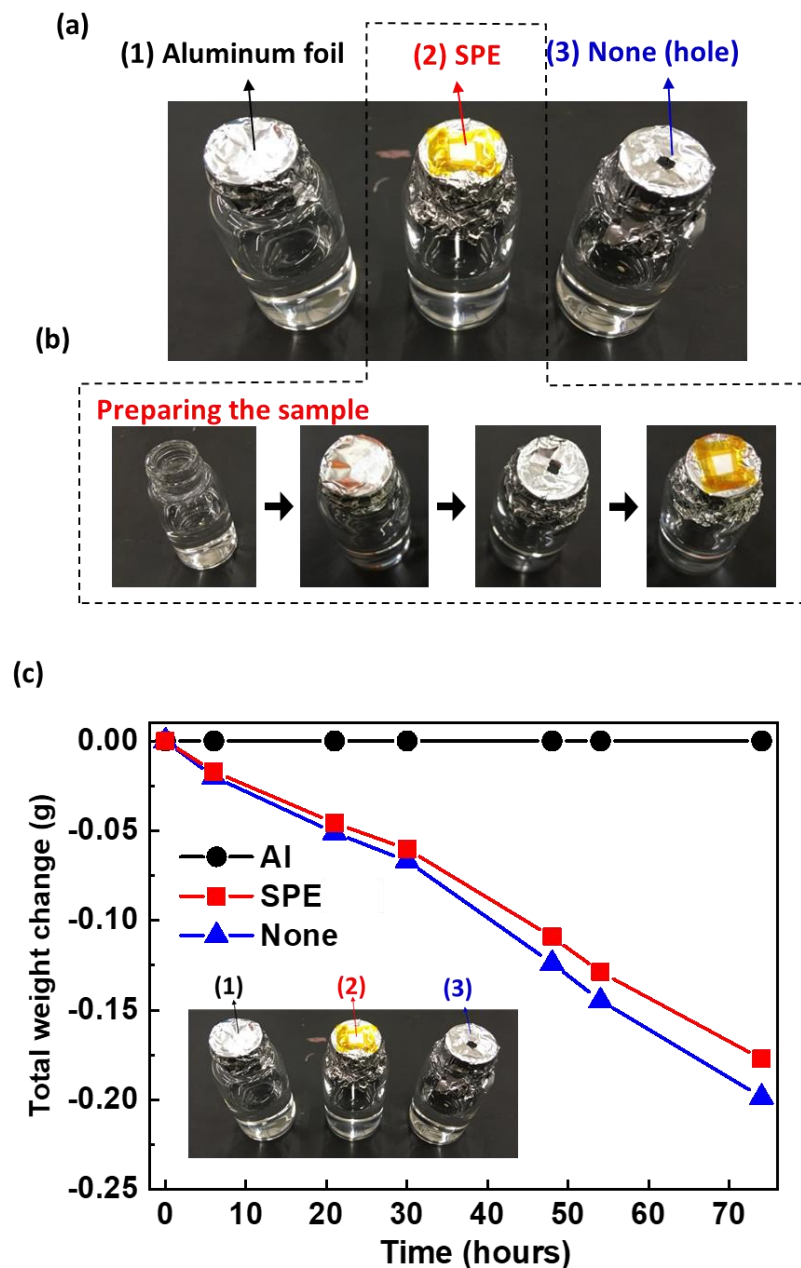 (a)
(1) Aluminum foil
(2) SPE
(3) None (hole)
(b)
Preparing the sample
(c)
Total weight change (g)
0.00
-0.05
-0.10
-0.15
-0.20
-0.25
Al
SPE
None
(1)
(2)
(3)
0
10
20
30
40
50
60
70
Time (hours)